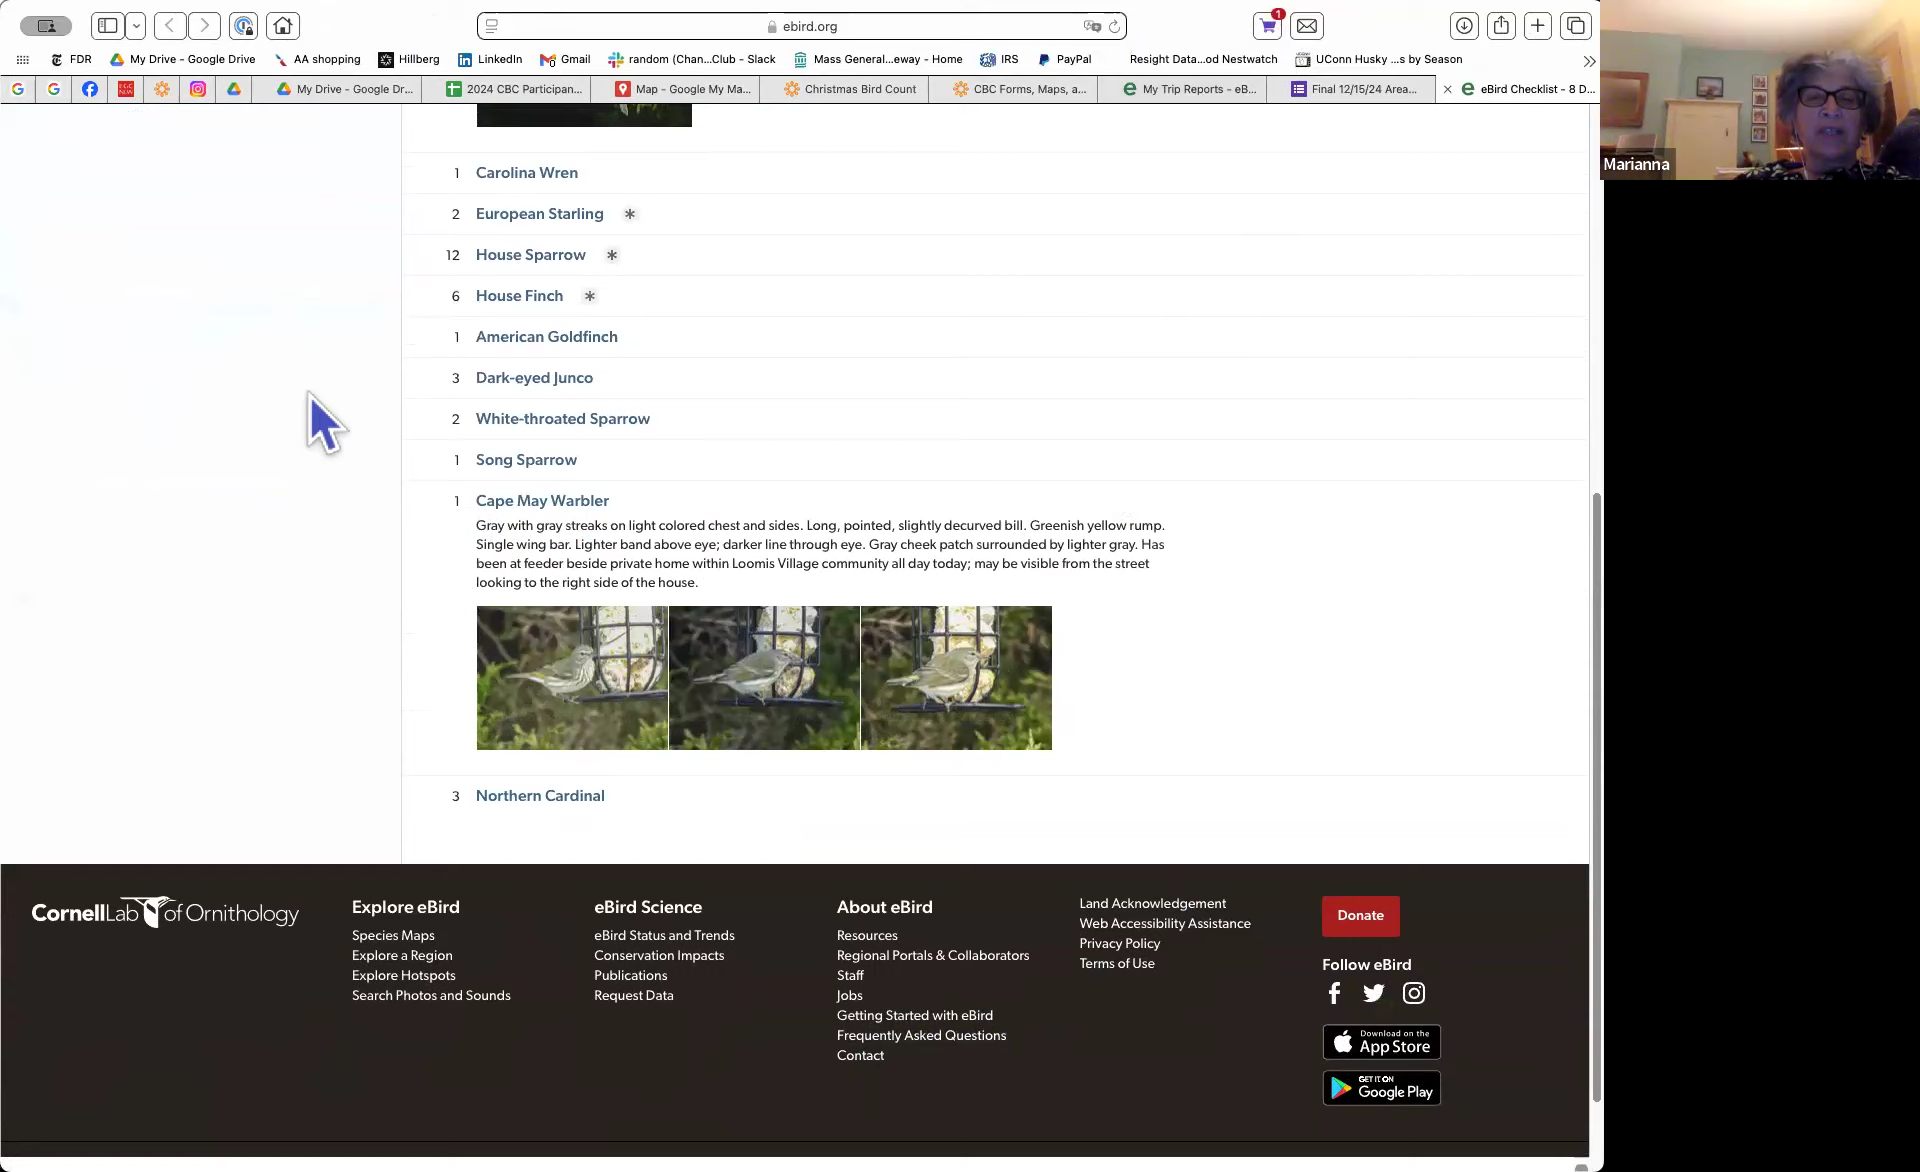 ebird.org
1
FDR
My Drive - Google Drive
AA shopping
Hillberg
LinkedIn
Gmail
random (Chan...Club - Slack
Mass General...eway - Home
IRS
PayPal
Resight Data...od Nestwatch
UConn Husky ...s by Season
My Drive - Google Dr...
2024 CBC Participan...
Map - Google My Ma...
Christmas Bird Count
CBC Forms, Maps, a...
My Trip Reports - eB...
Final 12/15/24 Area...
eBird Checklist - 8 D...
Marianna
1 Carolina Wren
2 European Starling *
12 House Sparrow *
6 House Finch *
1 American Goldfinch
3 Dark-eyed Junco
2 White-throated Sparrow
1 Song Sparrow
1 Cape May Warbler
Gray with gray streaks on light colored chest and sides. Long, pointed, slightly decurved bill. Greenish yellow rump.
Single wing bar. Lighter band above eye; darker line through eye. Gray cheek patch surrounded by lighter gray. Has
been at feeder beside private home within Loomis Village community all day today; may be visible from the street
looking to the right side of the house.
3 Northern Cardinal
CornellLab of Ornithology
Explore eBird
Species Maps
Explore a Region
Explore Hotspots
Search Photos and Sounds
eBird Science
eBird Status and Trends
Conservation Impacts
Publications
Request Data
About eBird
Resources
Regional Portals & Collaborators
Staff
Jobs
Getting Started with eBird
Frequently Asked Questions
Contact
Land Acknowledgement
Web Accessibility Assistance
Privacy Policy
Terms of Use
Donate
Follow eBird
Download on the
App Store
GET IT ON
Google Play